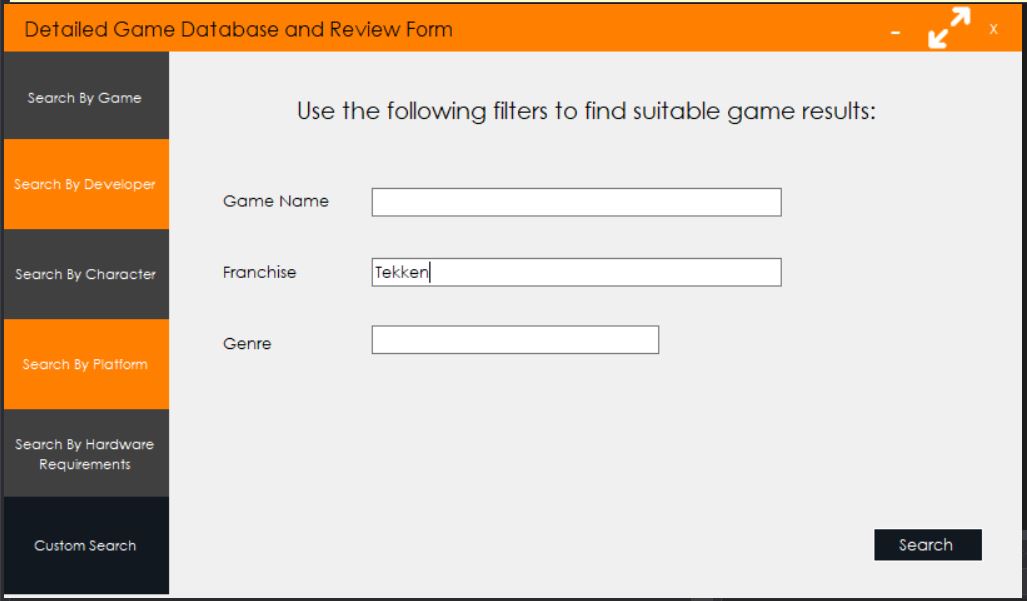 Detailed Game Database and Review Form
–
X
Search By Game
Search By Developer
Search By Character
Search By Platform
Search By Hardware
Requirements
Custom Search
Use the following filters to find suitable game results:
Game Name
Franchise
Tekken
Genre
Search